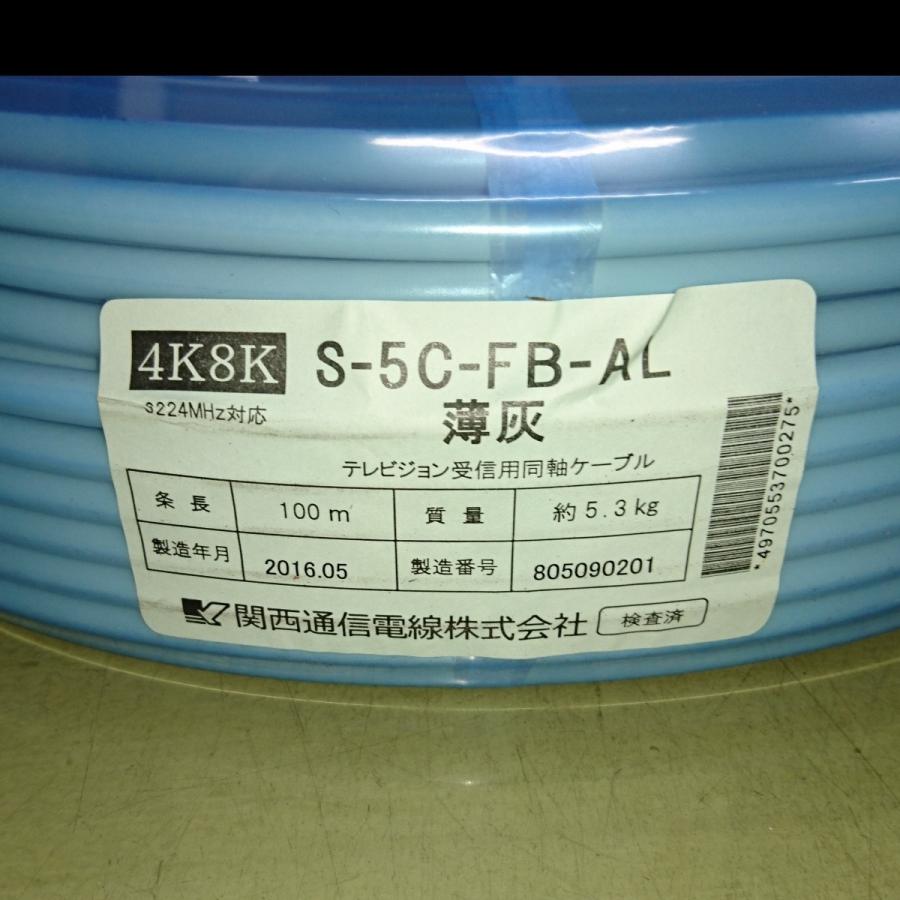 4K8K S-5C-FB-AL
3224MHz対応 薄灰
テレビジョン受信用同軸ケーブル
条長 100m 質量 約5.3kg
製造年月 2016.05 製造番号 805090201
関西通信電線株式会社 検査済
*4970553700275*